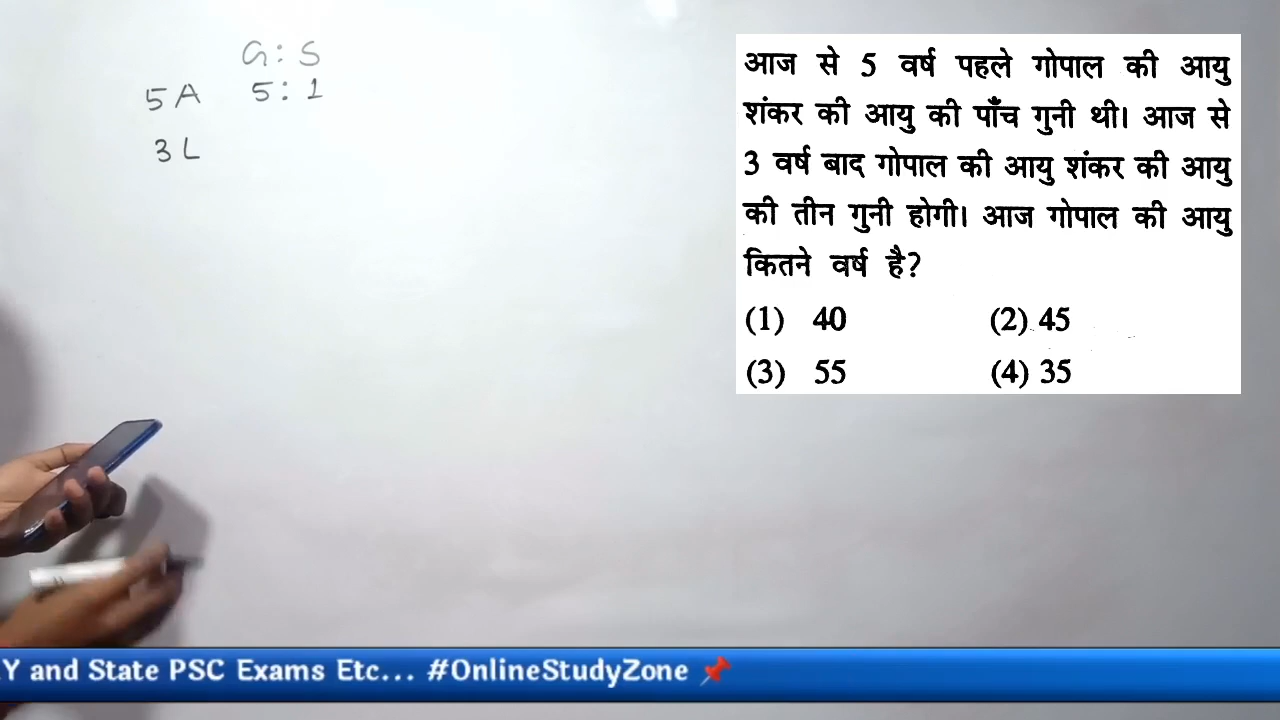 G : S
5A 5 : 1
3L
आज से 5 वर्ष पहले गोपाल की आयु
शंकर की आयु की पाँच गुनी थी। आज से
3 वर्ष बाद गोपाल की आयु शंकर की आयु
की तीन गुनी होगी। आज गोपाल की आयु
कितने वर्ष है?
(1) 40 (2) 45
(3) 55 (4) 35
Y and State PSC Exams Etc... #OnlineStudyZone 📌